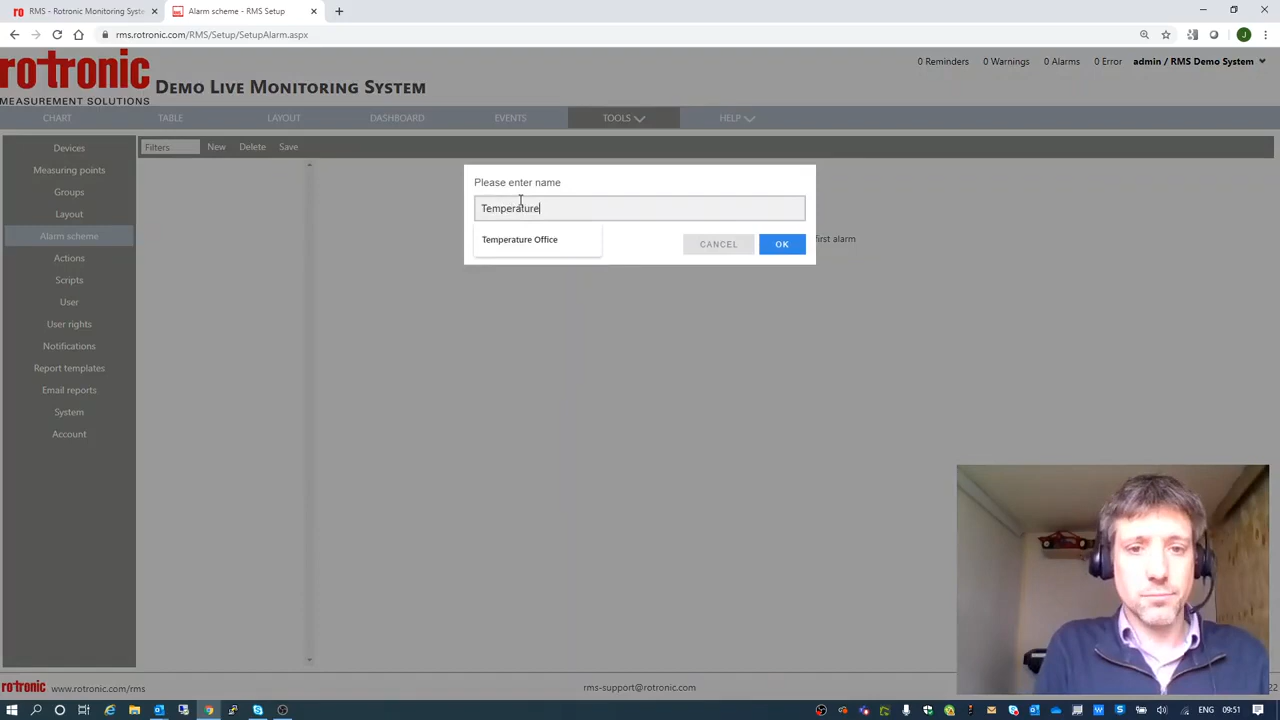 RMS - Rotronic Monitoring Syste
Alarm scheme - RMS Setup
rms.rotronic.com/RMS/Setup/SetupAlarm.aspx
J
rotronic
MEASUREMENT SOLUTIONS
DEMO LIVE MONITORING SYSTEM
0 Reminders 0 Warnings 0 Alarms 0 Error admin / RMS Demo System
CHART TABLE LAYOUT DASHBOARD EVENTS TOOLS HELP
Filters New Delete Save
Devices
Measuring points
Groups
Layout
Alarm scheme
Actions
Scripts
User
User rights
Notifications
Report templates
Email reports
System
Account
Please enter name
Temperature
Temperature Office
CANCEL OK
first alarm
rotronic www.rotronic.com/rms rms-support@rotronic.com 22
ENG 09:51